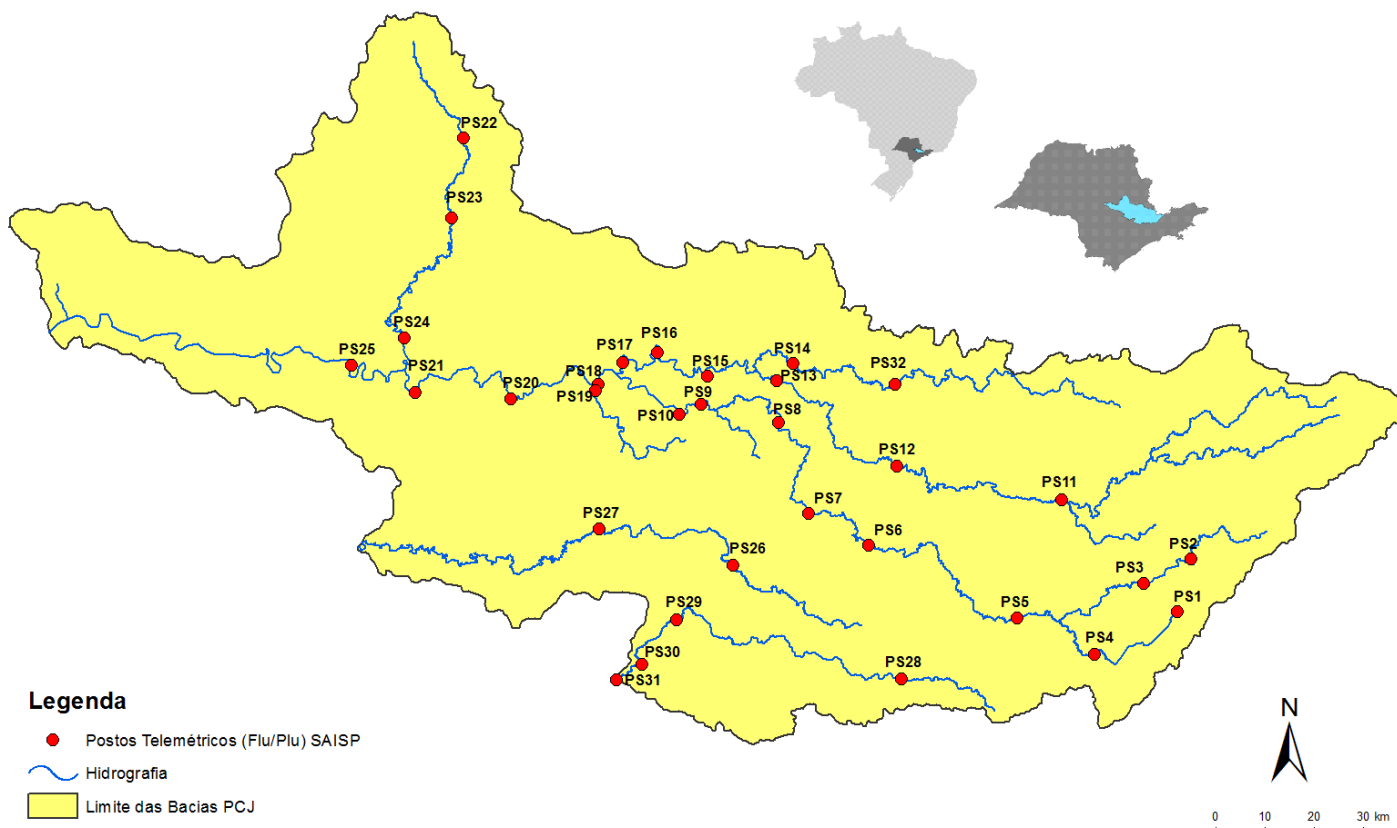 PS22
PS23
PS24
PS25
PS21
PS20
PS17
PS16
PS18
PS19
PS15
PS14
PS13
PS32
PS9
PS10
PS8
PS12
PS11
PS7
PS6
PS27
PS26
PS2
PS3
PS1
PS5
PS4
PS29
PS30
PS31
PS28
Legenda
Postos Telemétricos (Flu/Plu) SAISP
Hidrografia
Limite das Bacias PCJ
N
0 10 20 30 km